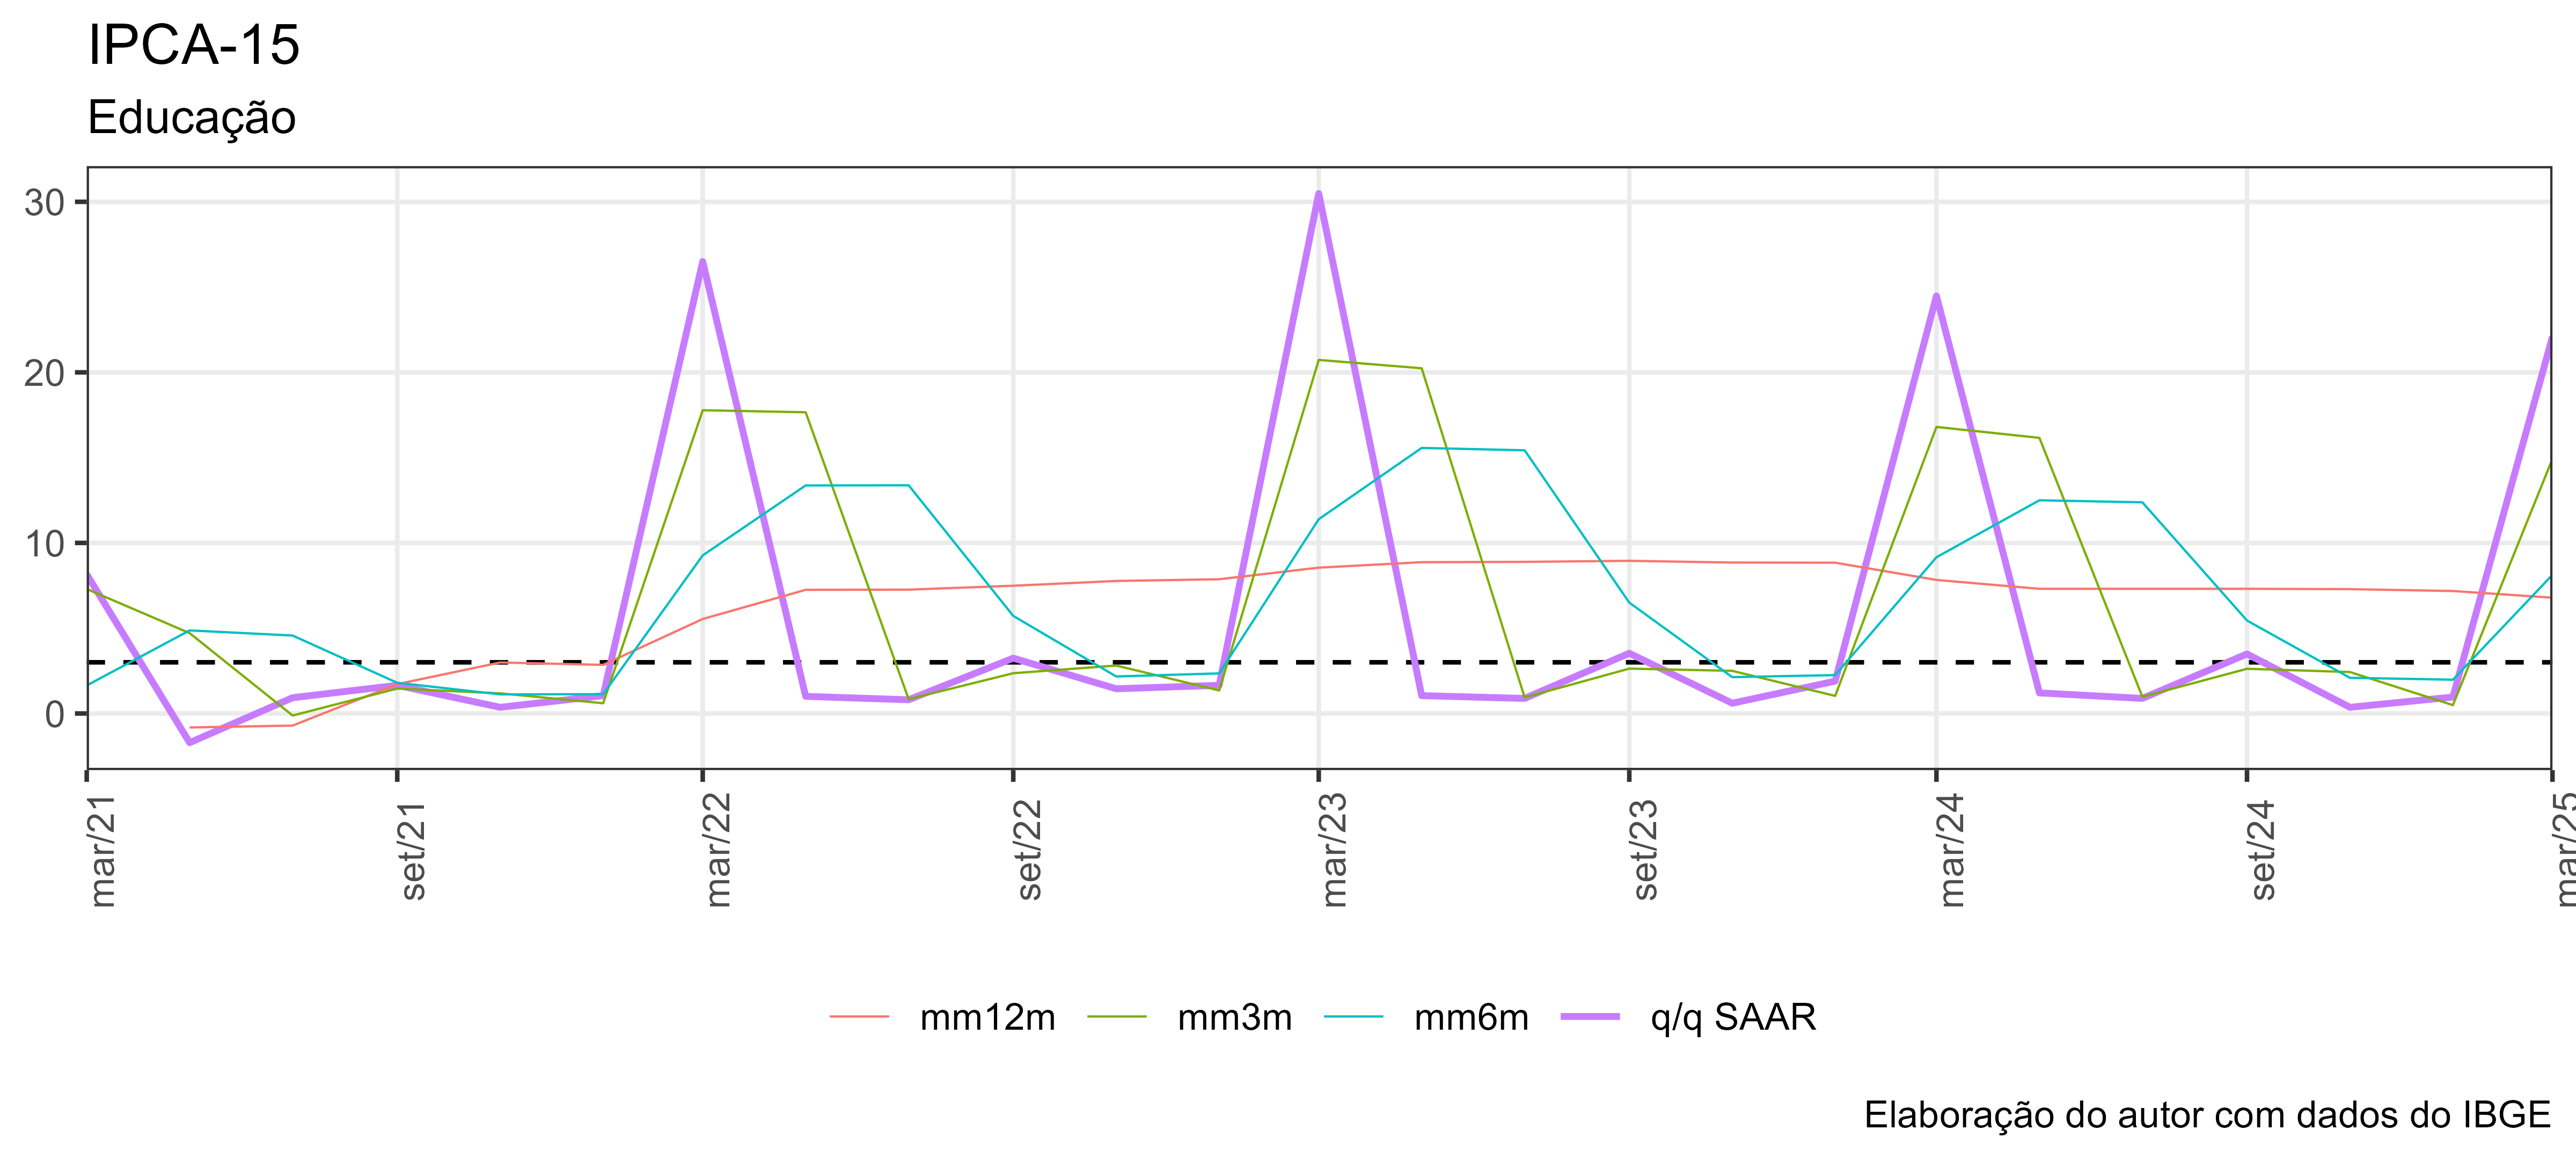 IPCA-15
Educação
30
20
10
0
mar/21
set/21
mar/22
set/22
mar/23
set/23
mar/24
set/24
mar/25
mm12m
mm3m
mm6m
q/q SAAR
Elaboração do autor com dados do IBGE